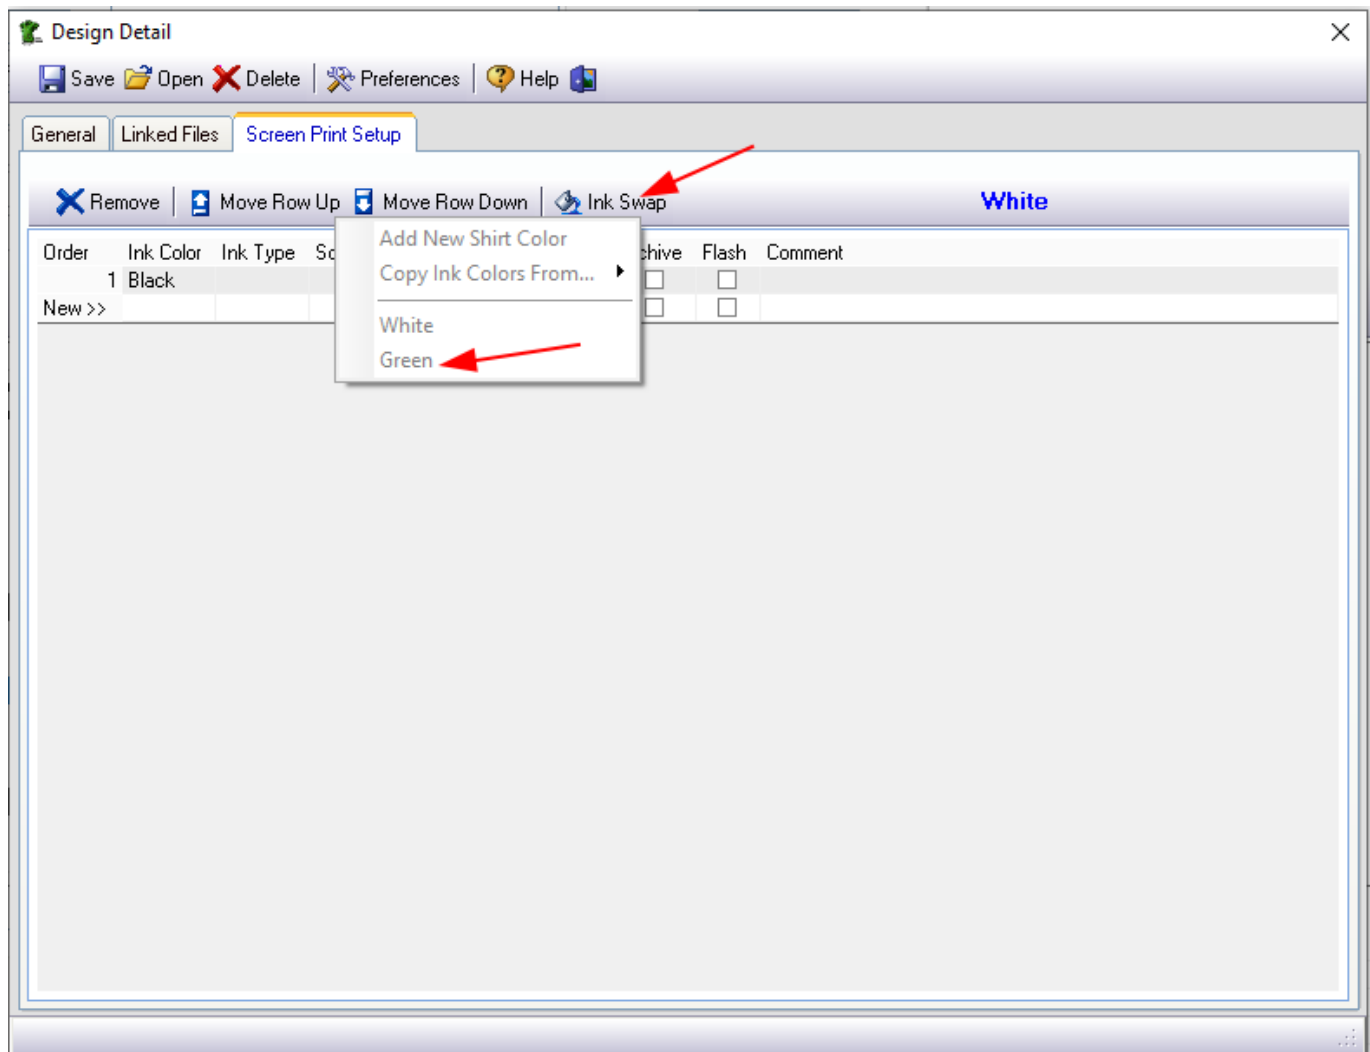 Design Detail
Save Open Delete Preferences Help
General Linked Files Screen Print Setup
Remove Move Row Up Move Row Down Ink Swap White
Order Ink Color Ink Type Flash Comment
1 Black
New >>
Add New Shirt Color
Copy Ink Colors From...
White
Green